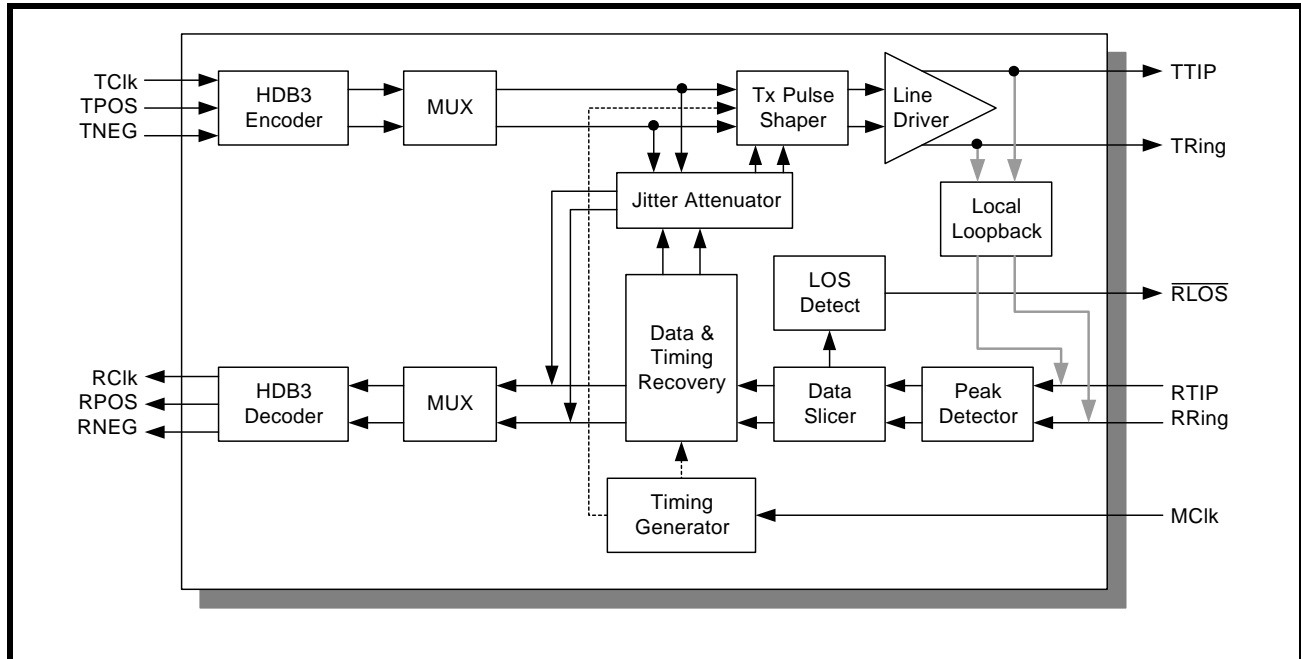 TClk
TPOS
TNEG
HDB3
Encoder
MUX
Tx Pulse
Shaper
Line
Driver
TTIP
TRing
Jitter Attenuator
Local
Loopback
LOS
Detect
RLOS
Data &
Timing
Recovery
RClk
RPOS
RNEG
HDB3
Decoder
MUX
Data
Slicer
Peak
Detector
RTIP
RRing
Timing
Generator
MClk